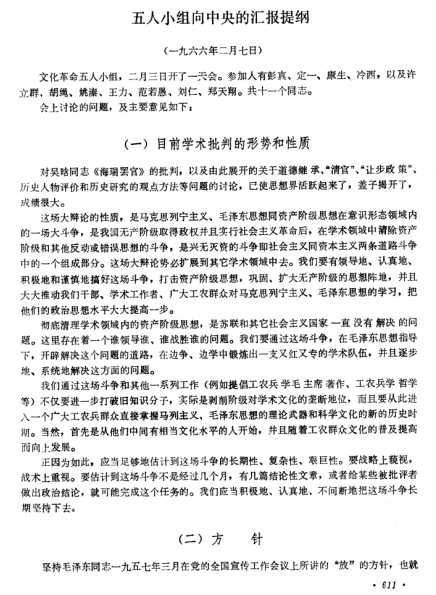 五人小组向中央的汇报提纲
(一九六六年二月七日)
文化革命五人小组，二月三日开了一天会。参加人有彭真、定一、康生、冷西，以及许
立群、胡绳、姚溱、王力、范若愚、刘仁、郑天翔。共十一个同志。
会上讨论的问题，及主要意见如下：
(一) 目前学术批判的形势和性质
对吴晗同志《海瑞罢官》的批判，以及由此展开的关于道德继承、“清官”、“让步政策”、
历史人物评价和历史研究的观点方法等问题的讨论，已使思想界活跃起来了，盖子揭开了，
成绩很大。
这场大辩论的性质，是马克思列宁主义、毛泽东思想同资产阶级思想在意识形态领域内
的一场大斗争，是我国无产阶级取得政权并且实行社会主义革命后，在学术领域中清除资产
阶级和其他反动或错误思想的斗争，是兴无灭资的斗争即社会主义同资本主义两条道路斗争
中的一个组成部分。这场大辩论势必扩展到其它学术领域中去。我们要有领导地、认真地、
积极地和谨慎地搞好这场斗争，打击资产阶级思想，巩固、扩大无产阶级的思想阵地，并且
大大推动我们干部、学术工作者、广大工农群众对马克思列宁主义、毛泽东思想的学习，把
他们的政治思想水平大大提高一步。
彻底清理学术领域内的资产阶级思想，是苏联和其它社会主义国家一直没有解决的问
题。这里存在着一个谁领导谁、谁战胜谁的问题。我们要通过这场斗争，在毛泽东思想指导
下，开辟解决这个问题的道路，在边争、边学中锻炼出一支又红又专的学术队伍，并且逐步
地、系统地解决这方面的问题。
我们通过这场斗争和其他一系列工作（例如提倡工农兵学毛主席著作、工农兵学哲学
等）不仅要进一步打破旧知识分子，实际是剥削阶级对学术文化的垄断地位，而且要从此进
入一个广大工农兵群众直接掌握马列主义、毛泽东思想的理论武器和科学文化的新的历史时
期。当然，首先是从他们中间有相当文化水平的人开始，并且随着工农群众文化的普及提高
而向上发展。
正因为如此，应当足够地估计到这场斗争的长期性、复杂性、艰巨性。要战略上藐视，
战术上重视。要估计到这场斗争不是经过几个月，有几篇结论性文章，或者给某些被批评者
做出政治结论，就可能完成这个任务的。我们应当积极地、认真地、不间断地把这场斗争长
期坚持下去。
(二) 方 针
坚持毛泽东同志一九五七年三月在党的全国宣传工作会议上所讲的“放”的方针，也就
· 611 ·